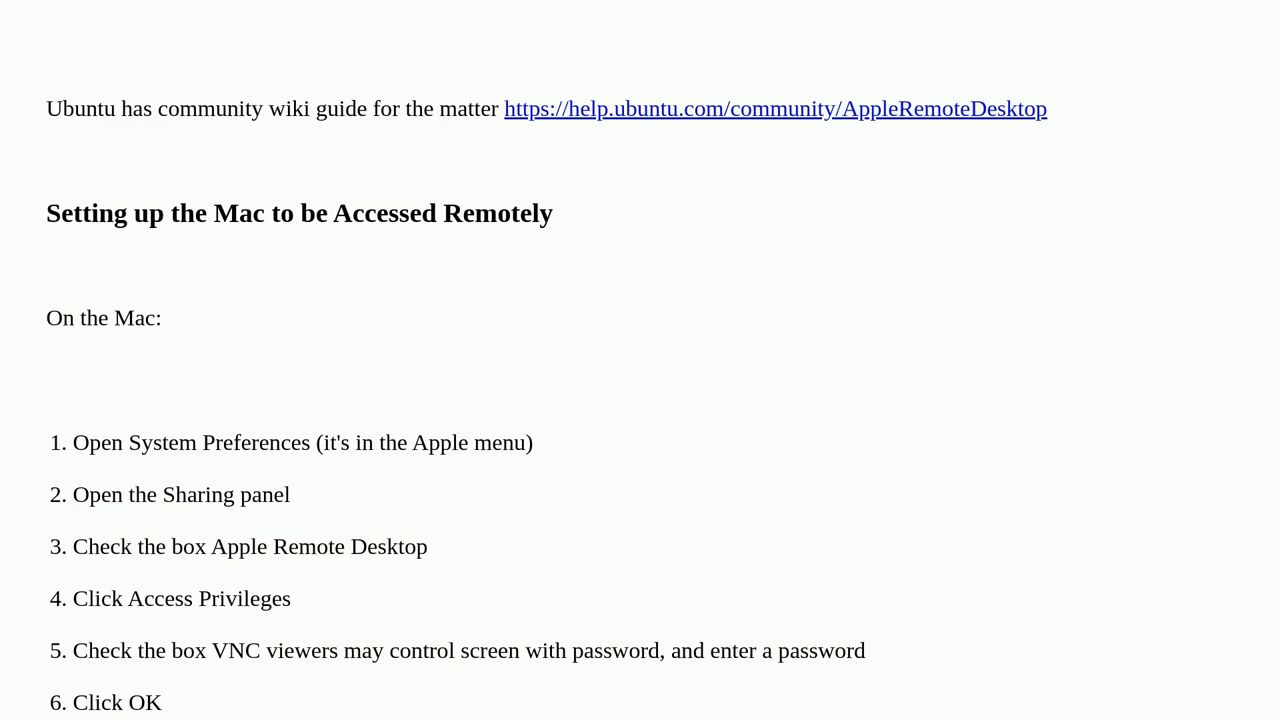 Ubuntu has community wiki guide for the matter https://help.ubuntu.com/community/AppleRemoteDesktop
Setting up the Mac to be Accessed Remotely
On the Mac:
1. Open System Preferences (it's in the Apple menu)
2. Open the Sharing panel
3. Check the box Apple Remote Desktop
4. Click Access Privileges
5. Check the box VNC viewers may control screen with password, and enter a password
6. Click OK